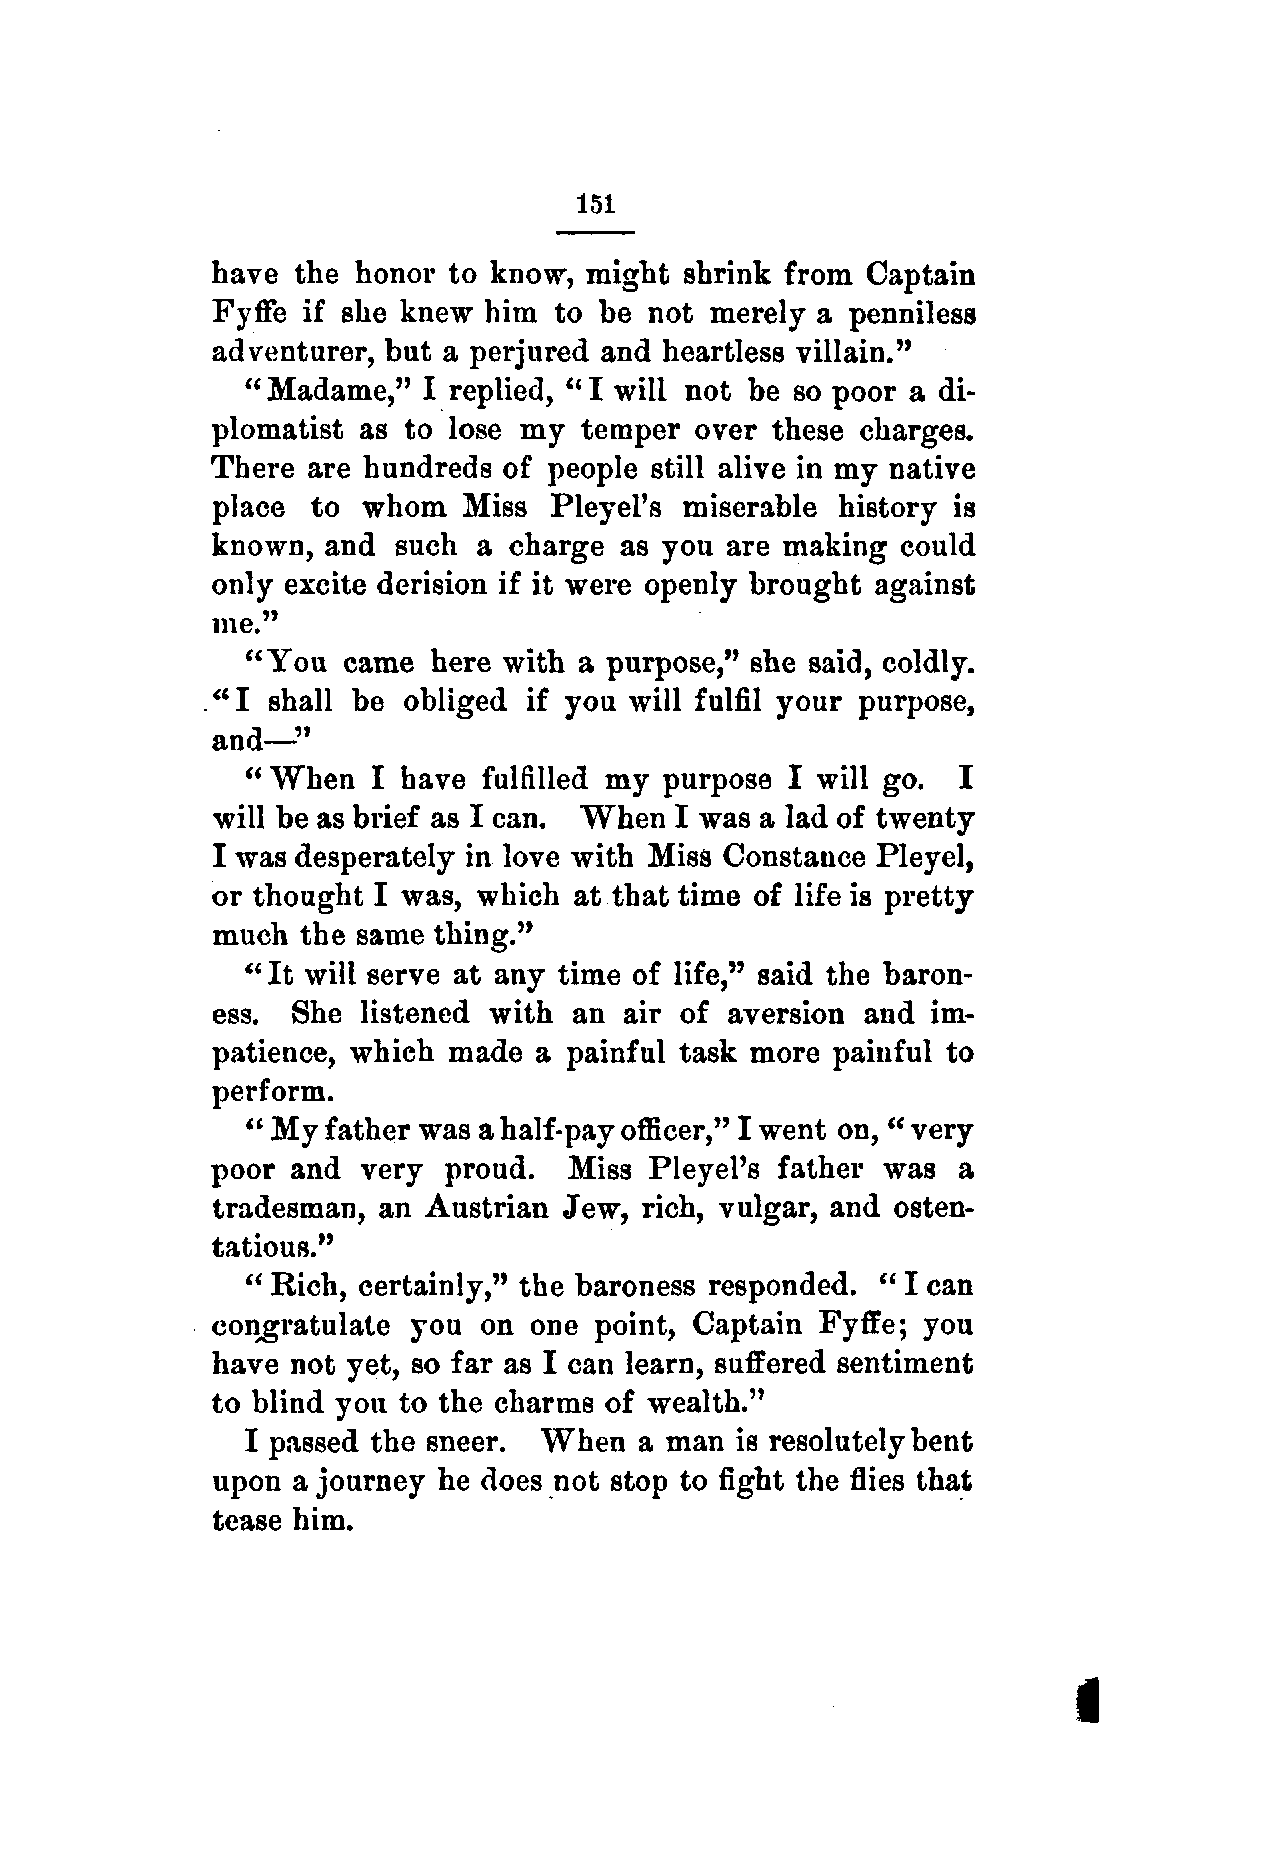 151
have the honor to know, might shrink from Captain
Fyffe if she knew him to be not merely a penniless
adventurer, but a perjured and heartless villain.”
“Madame,” I replied, “I will not be so poor a di-
plomatist as to lose my temper over these charges.
There are hundreds of people still alive in my native
place to whom Miss Pleyel’s miserable history is
known, and such a charge as you are making could
only excite derision if it were openly brought against
me.”
“You came here with a purpose,” she said, coldly.
“I shall be obliged if you will fulfil your purpose,
and—”
“When I have fulfilled my purpose I will go. I
will be as brief as I can. When I was a lad of twenty
I was desperately in love with Miss Constance Pleyel,
or thought I was, which at that time of life is pretty
much the same thing.”
“It will serve at any time of life,” said the baron-
ess. She listened with an air of aversion and im-
patience, which made a painful task more painful to
perform.
“My father was a half-pay officer,” I went on, “very
poor and very proud. Miss Pleyel’s father was a
tradesman, an Austrian Jew, rich, vulgar, and osten-
tatious.”
“Rich, certainly,” the baroness responded. “I can
congratulate you on one point, Captain Fyffe; you
have not yet, so far as I can learn, suffered sentiment
to blind you to the charms of wealth.”
I passed the sneer. When a man is resolutely bent
upon a journey he does not stop to fight the flies that
tease him.